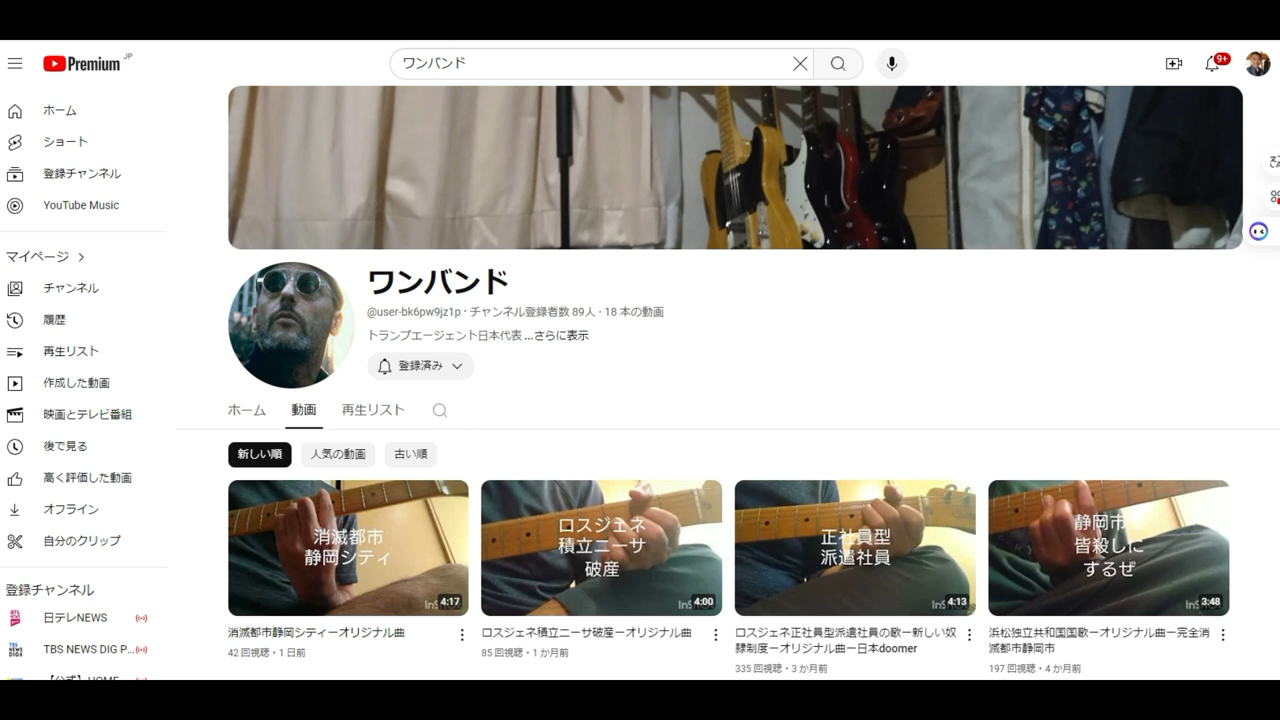 Premium JP
ワンバンド
9+
ホーム
ショート
登録チャンネル
YouTube Music
マイページ
チャンネル
履歴
再生リスト
作成した動画
映画とテレビ番組
後で見る
高く評価した動画
オフライン
自分のクリップ
登録チャンネル
日テレNEWS
TBS NEWS DIG P...
ワンバンド
@user-bk6pw9jz1p・チャンネル登録者数 89人・18 本の動画
トランプエージェント日本代表 ...さらに表示
登録済み
ホーム 動画 再生リスト
新しい順 人気の動画 古い順
消滅都市
静岡シティ
4:17
消滅都市静岡シティーオリジナル曲
42 回視聴・1 日前
ロスジェネ
積立ニーサ
破産
4:00
ロスジェネ積立ニーサ破産ーオリジナル曲
85 回視聴・1 か月前
正社員型
派遣社員
4:13
ロスジェネ正社員型派遣社員の歌ー新しい奴
隷制度ーオリジナル曲ー日本doomer
335 回視聴・3 か月前
静岡市
皆殺しに
するぜ
3:48
浜松独立共和国国歌ーオリジナル曲ー完全消
滅都市静岡市
197 回視聴・4 か月前